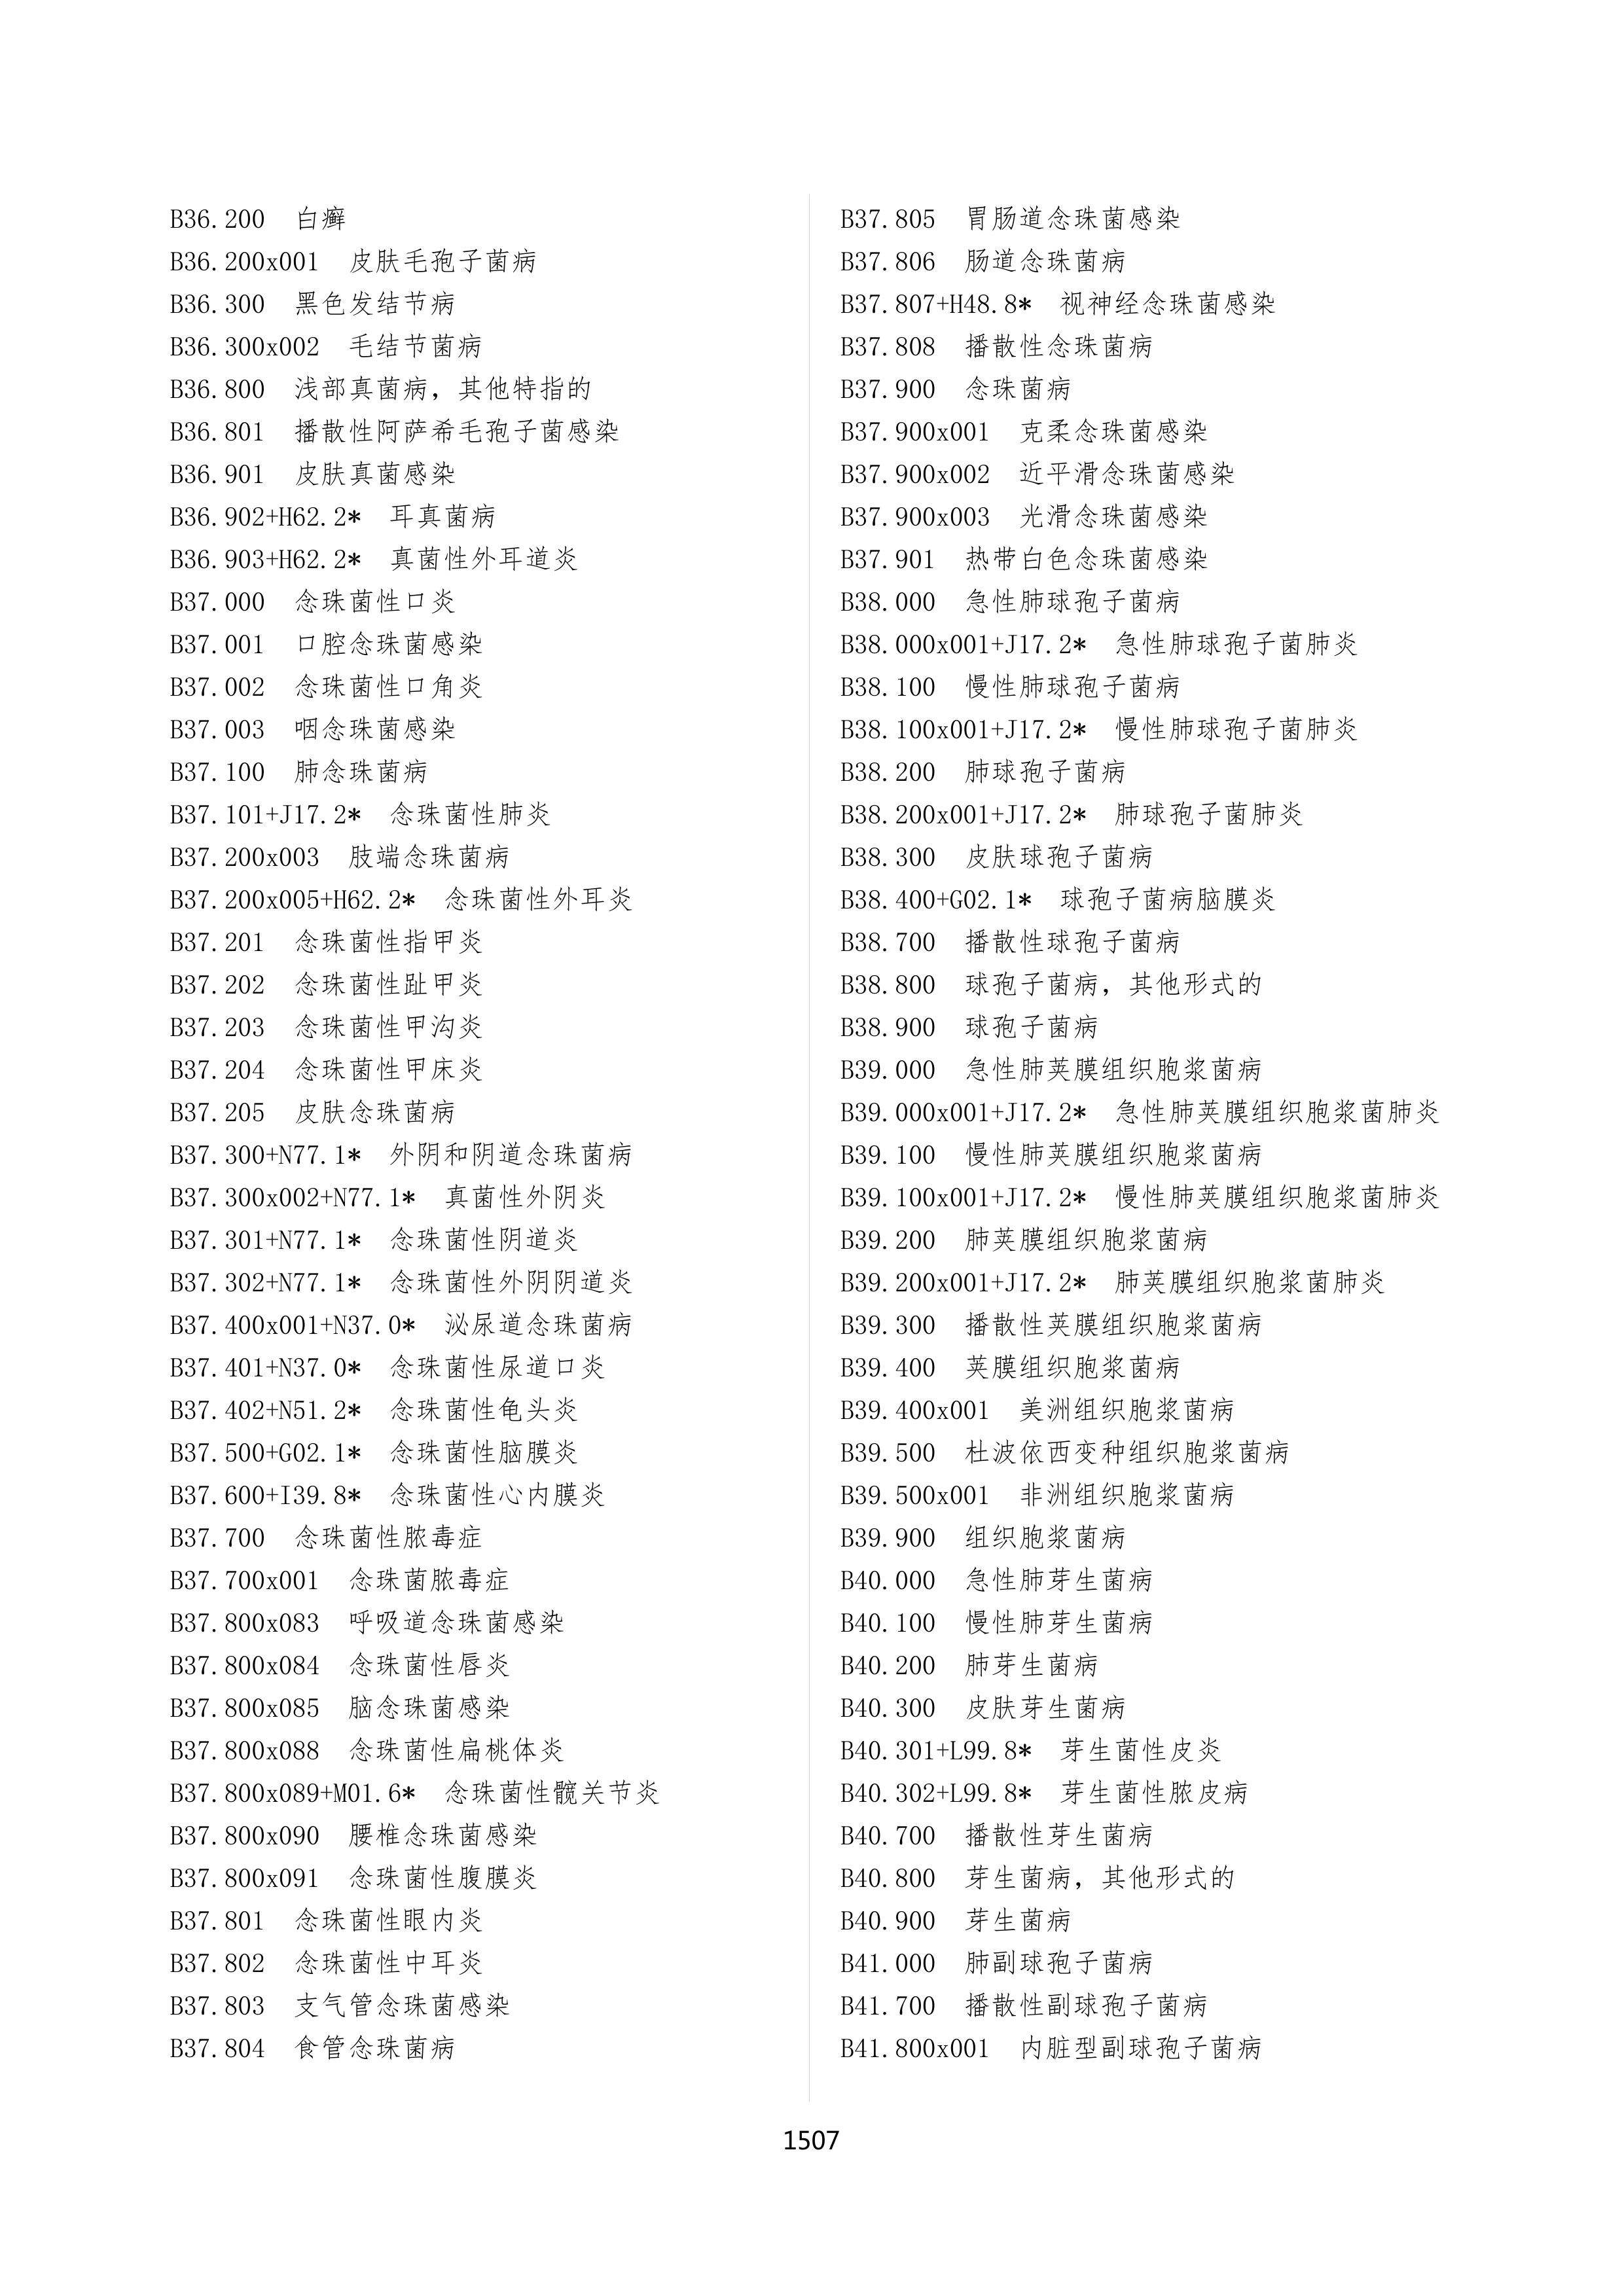 B36.200  白癣
B36.200x001  皮肤毛孢子菌病
B36.300  黑色发结节病
B36.300x002  毛结节菌病
B36.800  浅部真菌病，其他特指的
B36.801  播散性阿萨希毛孢子菌感染
B36.901  皮肤真菌感染
B36.902+H62.2*  耳真菌病
B36.903+H62.2*  真菌性外耳道炎
B37.000  念珠菌性口炎
B37.001  口腔念珠菌感染
B37.002  念珠菌性口角炎
B37.003  咽念珠菌感染
B37.100  肺念珠菌病
B37.101+J17.2*  念珠菌性肺炎
B37.200x003  肢端念珠菌病
B37.200x005+H62.2*  念珠菌性外耳炎
B37.201  念珠菌性指甲炎
B37.202  念珠菌性趾甲炎
B37.203  念珠菌性甲沟炎
B37.204  念珠菌性甲床炎
B37.205  皮肤念珠菌病
B37.300+N77.1*  外阴和阴道念珠菌病
B37.300x002+N77.1*  真菌性外阴炎
B37.301+N77.1*  念珠菌性阴道炎
B37.302+N77.1*  念珠菌性外阴阴道炎
B37.400x001+N37.0*  泌尿道念珠菌病
B37.401+N37.0*  念珠菌性尿道口炎
B37.402+N51.2*  念珠菌性龟头炎
B37.500+G02.1*  念珠菌性脑膜炎
B37.600+I39.8*  念珠菌性心内膜炎
B37.700  念珠菌性脓毒症
B37.700x001  念珠菌脓毒症
B37.800x083  呼吸道念珠菌感染
B37.800x084  念珠菌性唇炎
B37.800x085  脑念珠菌感染
B37.800x088  念珠菌性扁桃体炎
B37.800x089+M01.6*  念珠菌性髋关节炎
B37.800x090  腰椎念珠菌感染
B37.800x091  念珠菌性腹膜炎
B37.801  念珠菌性眼内炎
B37.802  念珠菌性中耳炎
B37.803  支气管念珠菌感染
B37.804  食管念珠菌病
B37.805  胃肠道念珠菌感染
B37.806  肠道念珠菌病
B37.807+H48.8*  视神经念珠菌感染
B37.808  播散性念珠菌病
B37.900  念珠菌病
B37.900x001  克柔念珠菌感染
B37.900x002  近平滑念珠菌感染
B37.900x003  光滑念珠菌感染
B37.901  热带白色念珠菌感染
B38.000  急性肺球孢子菌病
B38.000x001+J17.2*  急性肺球孢子菌肺炎
B38.100  慢性肺球孢子菌病
B38.100x001+J17.2*  慢性肺球孢子菌肺炎
B38.200  肺球孢子菌病
B38.200x001+J17.2*  肺球孢子菌肺炎
B38.300  皮肤球孢子菌病
B38.400+G02.1*  球孢子菌病脑膜炎
B38.700  播散性球孢子菌病
B38.800  球孢子菌病，其他形式的
B38.900  球孢子菌病
B39.000  急性肺荚膜组织胞浆菌病
B39.000x001+J17.2*  急性肺荚膜组织胞浆菌肺炎
B39.100  慢性肺荚膜组织胞浆菌病
B39.100x001+J17.2*  慢性肺荚膜组织胞浆菌肺炎
B39.200  肺荚膜组织胞浆菌病
B39.200x001+J17.2*  肺荚膜组织胞浆菌肺炎
B39.300  播散性荚膜组织胞浆菌病
B39.400  荚膜组织胞浆菌病
B39.400x001  美洲组织胞浆菌病
B39.500  杜波依西变种组织胞浆菌病
B39.500x001  非洲组织胞浆菌病
B39.900  组织胞浆菌病
B40.000  急性肺芽生菌病
B40.100  慢性肺芽生菌病
B40.200  肺芽生菌病
B40.300  皮肤芽生菌病
B40.301+L99.8*  芽生菌性皮炎
B40.302+L99.8*  芽生菌性脓皮病
B40.700  播散性芽生菌病
B40.800  芽生菌病，其他形式的
B40.900  芽生菌病
B41.000  肺副球孢子菌病
B41.700  播散性副球孢子菌病
B41.800x001  内脏型副球孢子菌病
1507